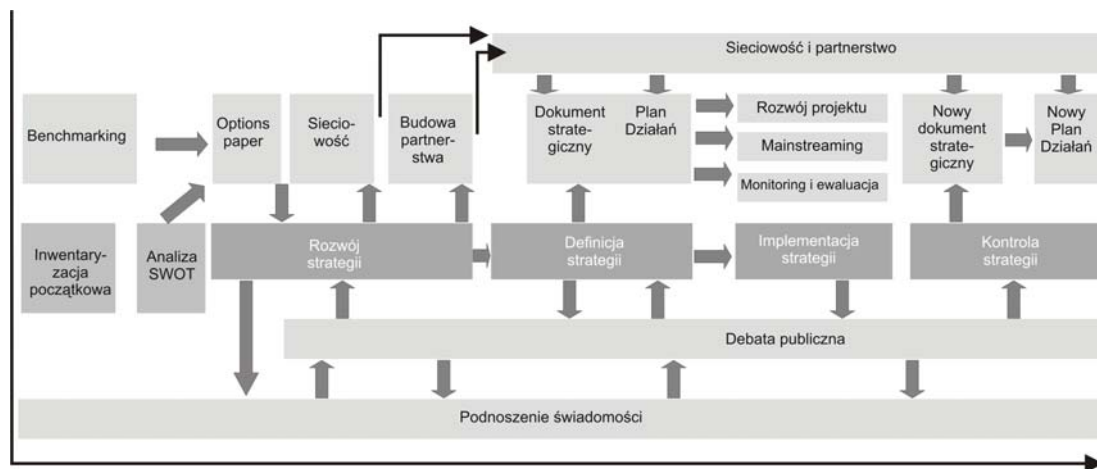 Sieciowość i partnerstwo
Benchmarking
Options
paper
Siecio-
wość
Budowa
partner-
stwa
Dokument
strate-
giczny
Plan
Działań
Rozwój projektu
Mainstreaming
Monitoring i ewaluacja
Nowy
dokument
strate-
giczny
Nowy
Plan
Działań
Inwentary-
zacja
początkowa
Analiza
SWOT
Rozwój
strategii
Definicja
strategii
Implementacja
strategii
Kontrola
strategii
Debata publiczna
Podnoszenie świadomości